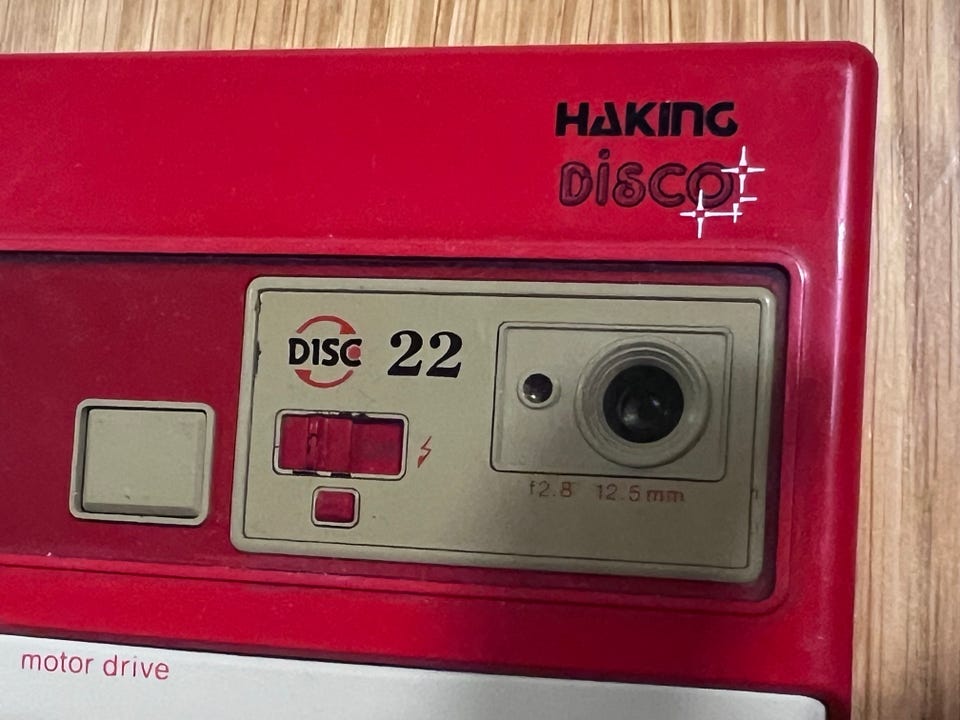 HAKING
DiSCO
DISC 22
f2.8 12.5mm
motor drive